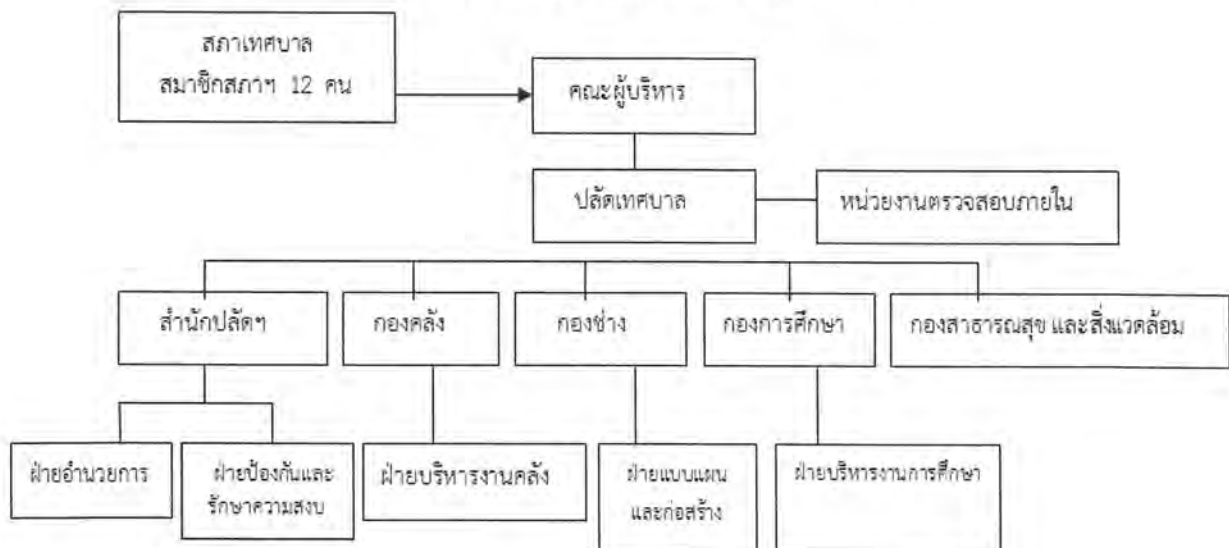 สภาเทศบาล
สมาชิกสภาฯ 12 คน
คณะผู้บริหาร
ปลัดเทศบาล
หน่วยงานตรวจสอบภายใน
สำนักปลัดฯ
กองคลัง
กองช่าง
กองการศึกษา
กองสาธารณสุข และสิ่งแวดล้อม
ฝ่ายอำนวยการ
ฝ่ายป้องกันและ
รักษาความสงบ
ฝ่ายบริหารงานคลัง
ฝ่ายแบบแผน
และก่อสร้าง
ฝ่ายบริหารงานการศึกษา